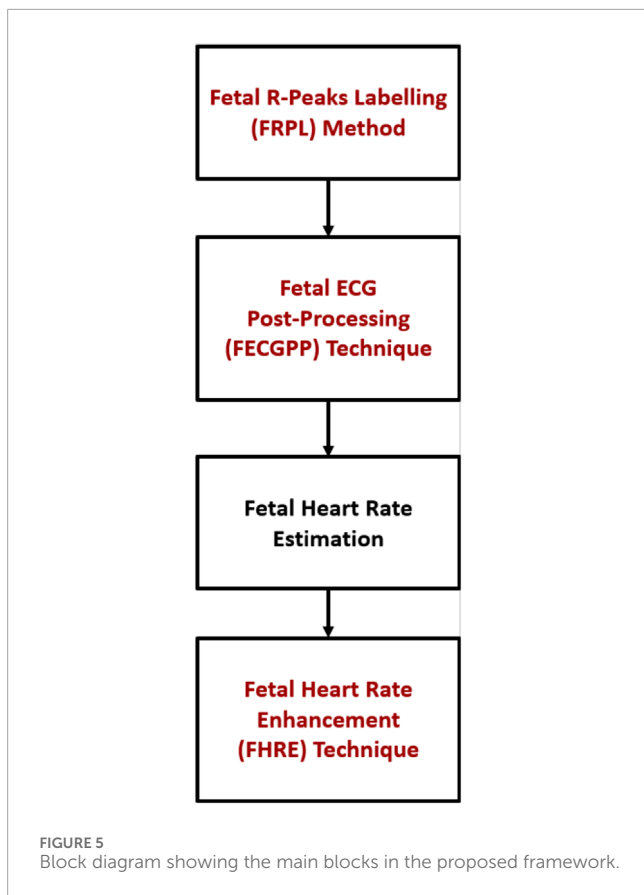 Fetal R-Peaks Labelling
(FRPL) Method
Fetal ECG
Post-Processing
(FECGPP) Technique
Fetal Heart Rate
Estimation
Fetal Heart Rate
Enhancement
(FHRE) Technique
FIGURE 5
Block diagram showing the main blocks in the proposed framework.